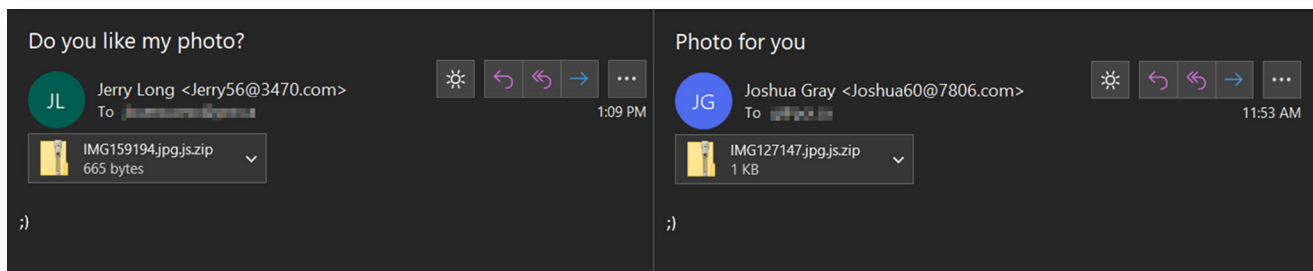 Do you like my photo?
JL
Jerry Long <Jerry56@3470.com>
To
1:09 PM
IMG159194.jpg.js.zip
665 bytes
;)
Photo for you
JG
Joshua Gray <Joshua60@7806.com>
To
11:53 AM
IMG127147.jpg.js.zip
1 KB
;)